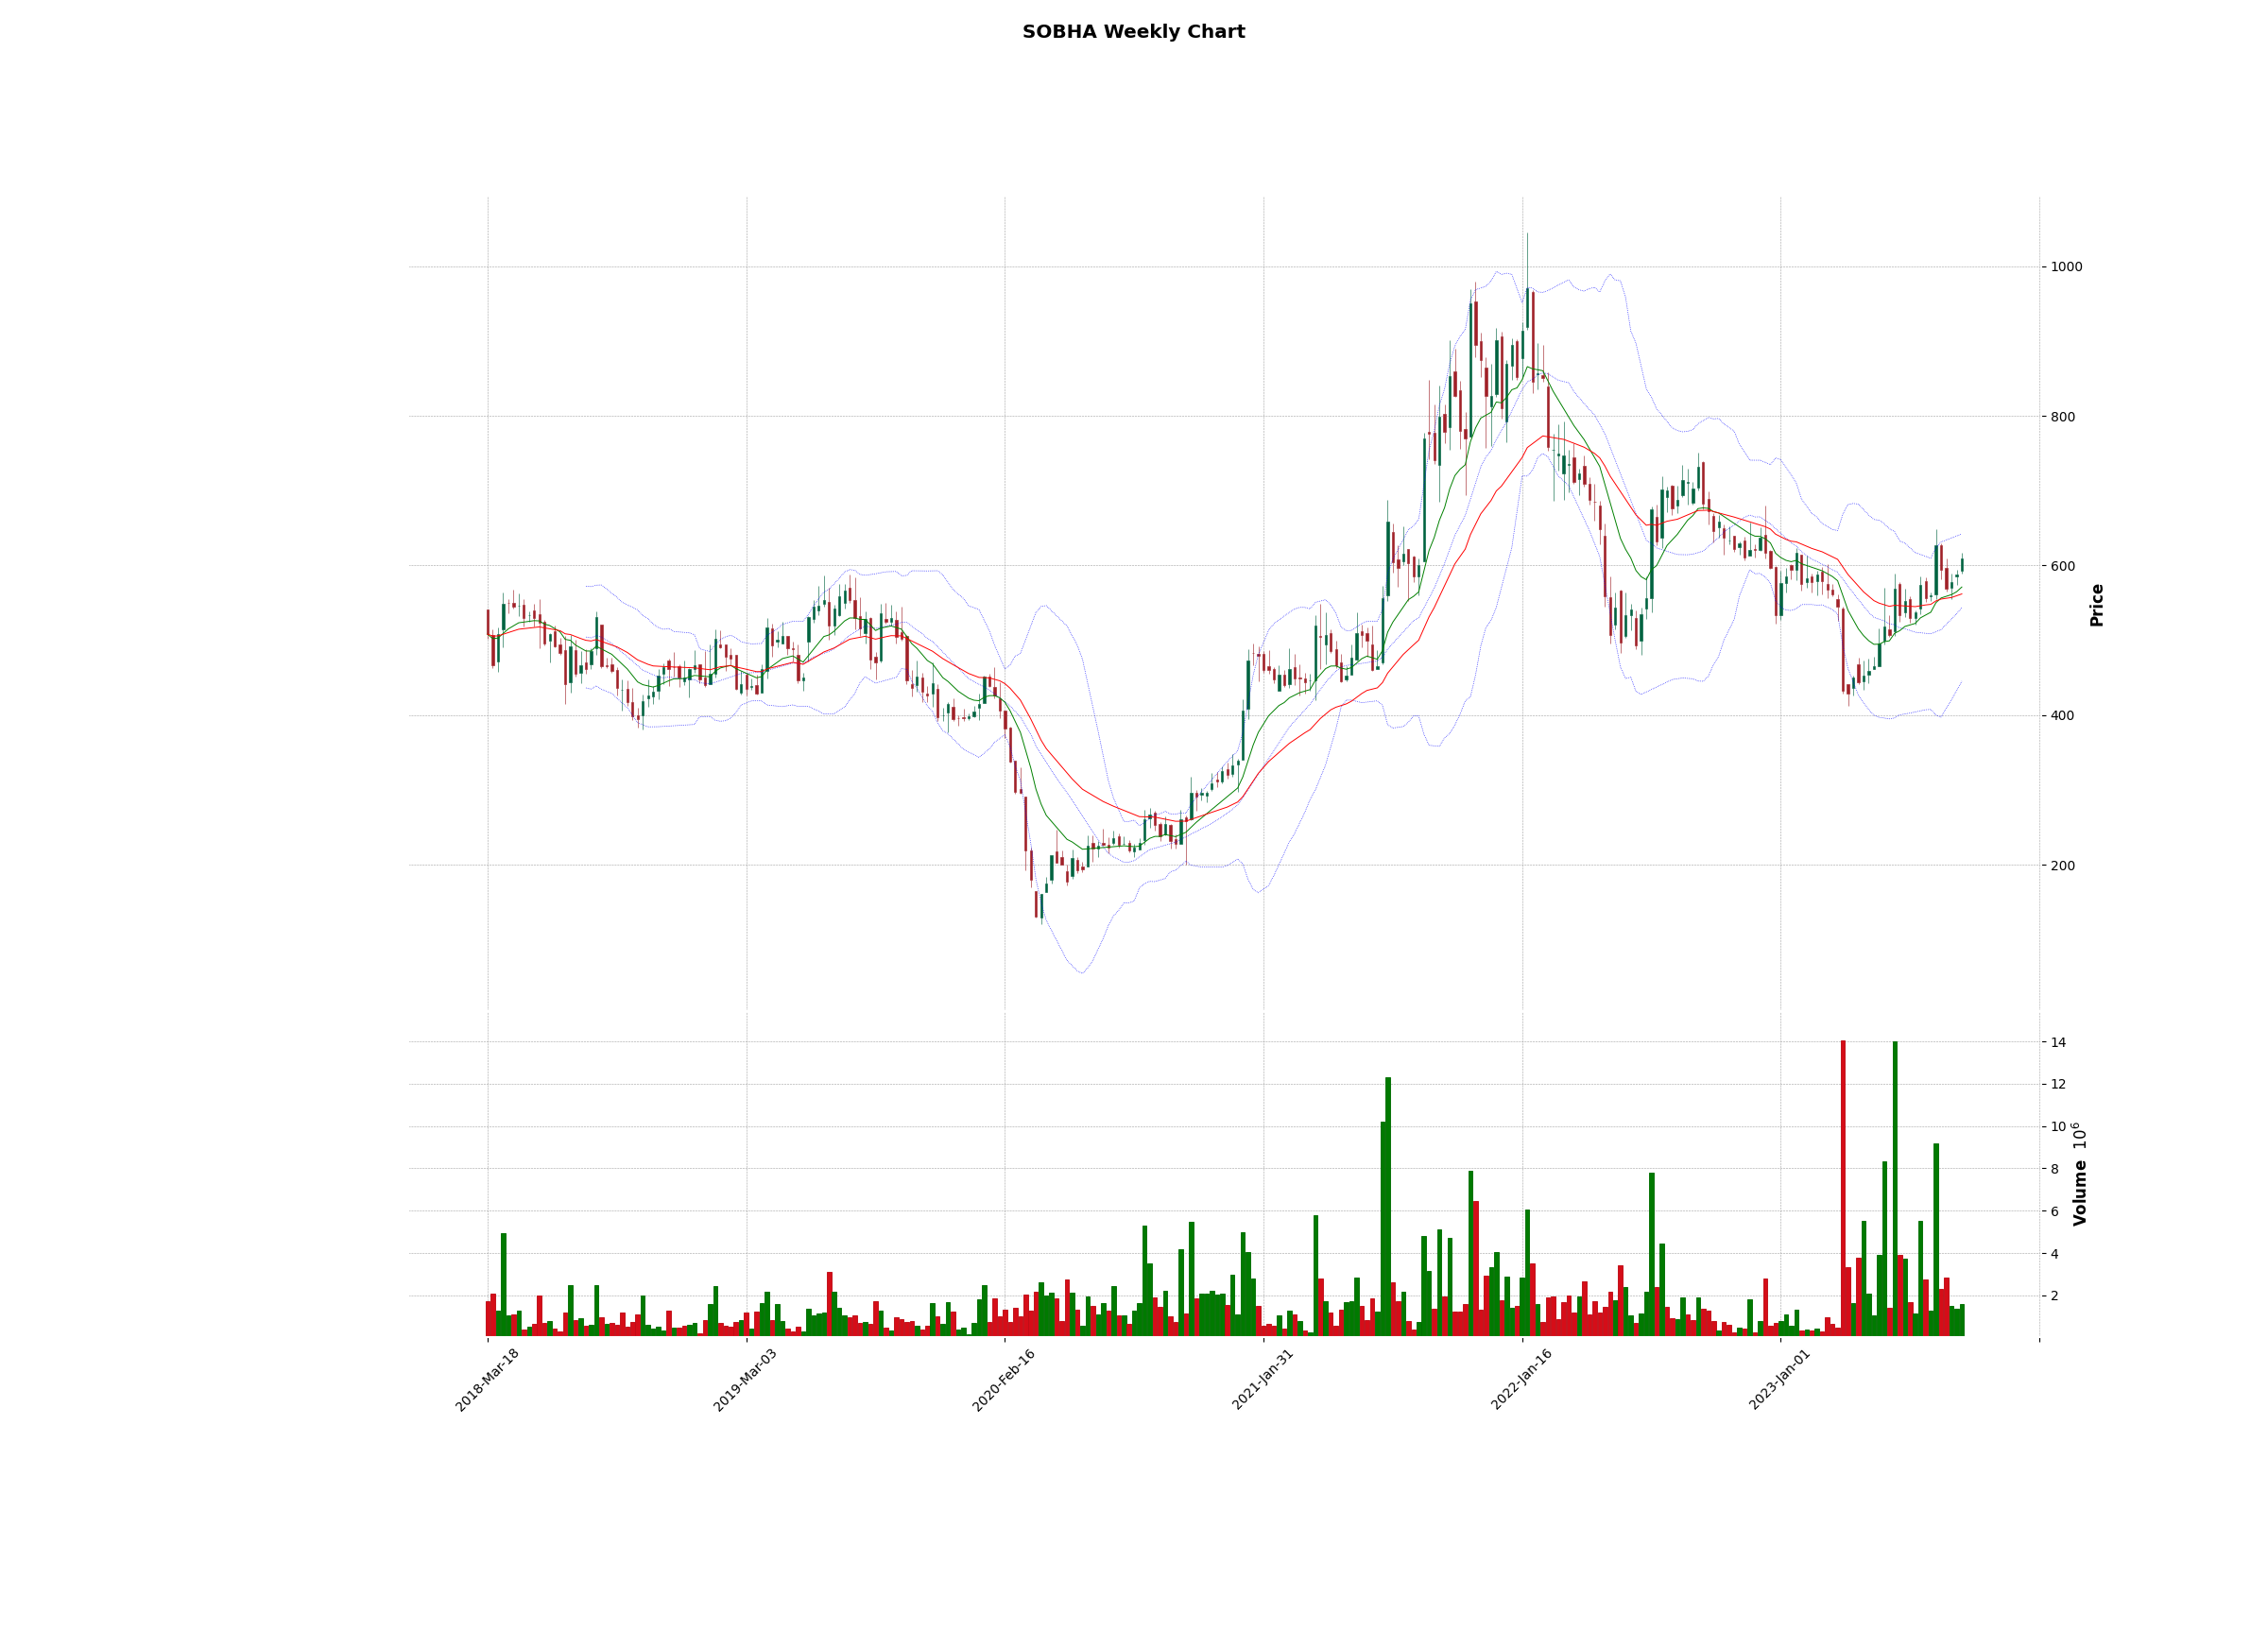 SOBHA Weekly Chart
1000
800
600
400
200
Price
14
12
10
8
6
4
2
Volume 10^6
2018-Mar-18
2019-Mar-03
2020-Feb-16
2021-Jan-31
2022-Jan-16
2023-Jan-01